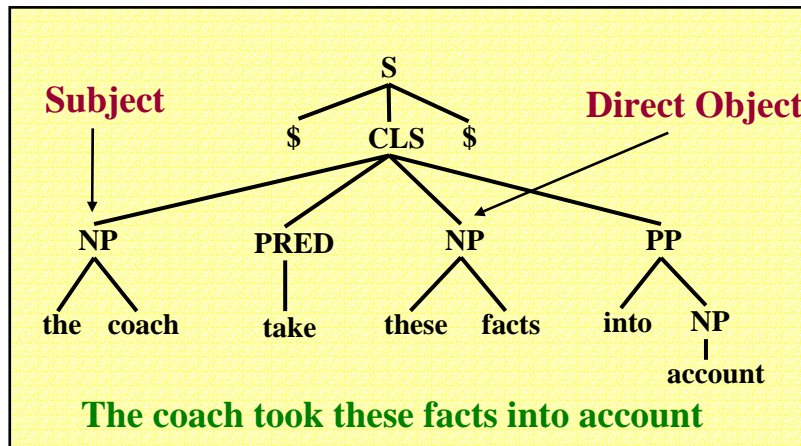 S
Subject
Direct Object
$ CLS $
NP PRED NP PP
the coach take these facts into NP
account
The coach took these facts into account